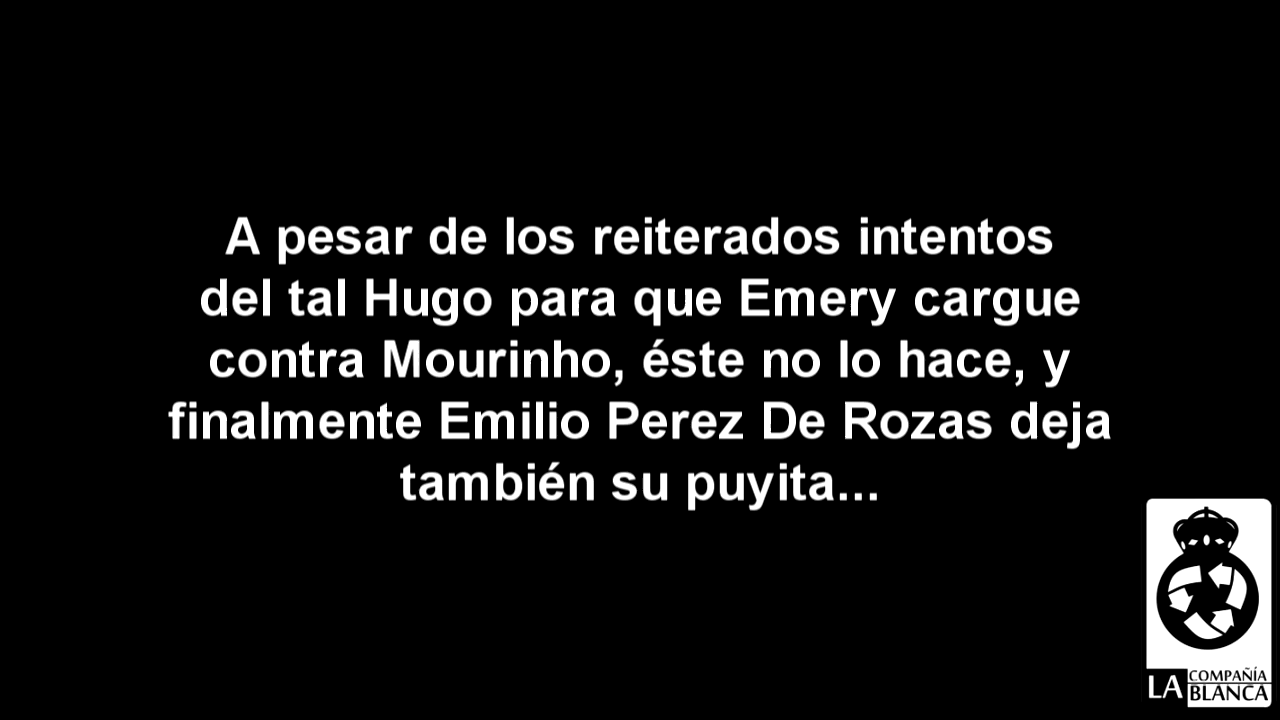 A pesar de los reiterados intentos
del tal Hugo para que Emery cargue
contra Mourinho, éste no lo hace, y
finalmente Emilio Perez De Rozas deja
también su puyita...
LA COMPAÑÍA
BLANCA